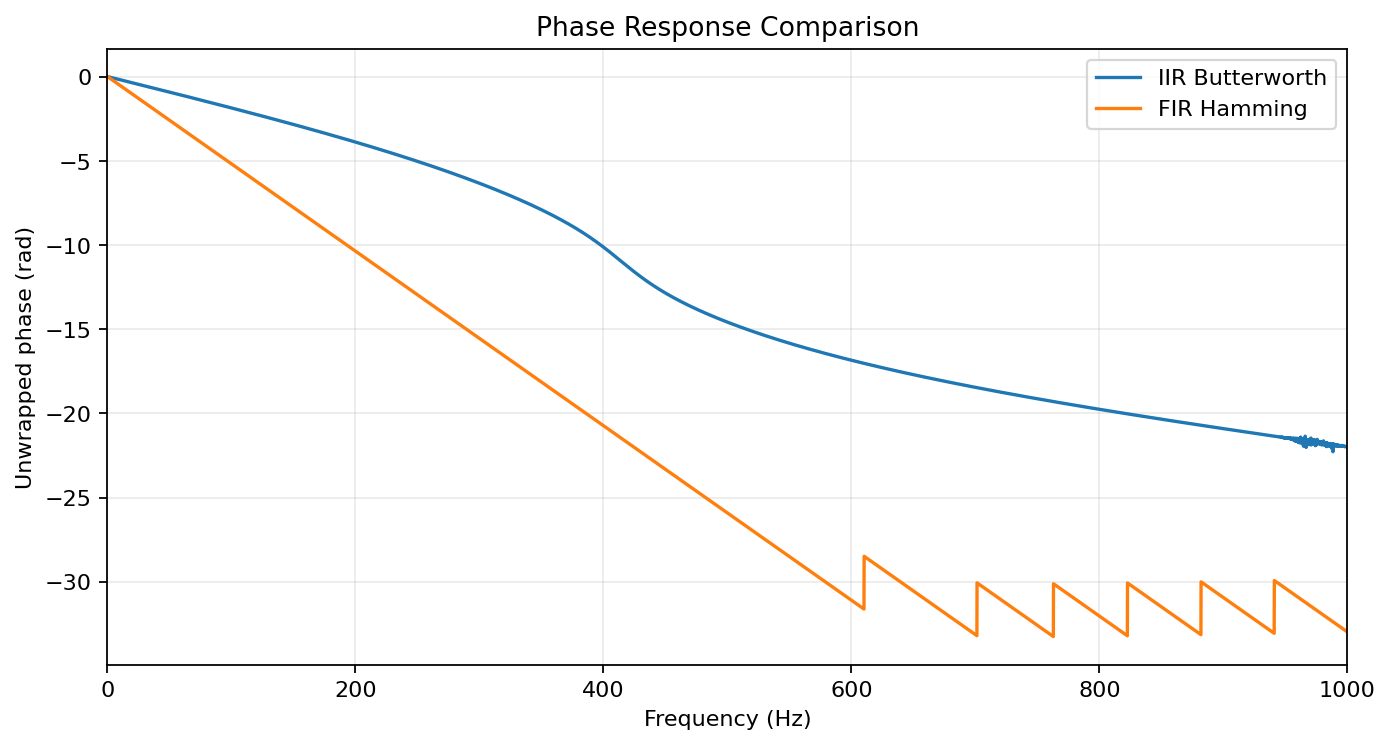 Phase Response Comparison
IIR Butterworth
FIR Hamming
Unwrapped phase (rad)
0
−5
−10
−15
−20
−25
−30
0 200 400 600 800 1000
Frequency (Hz)